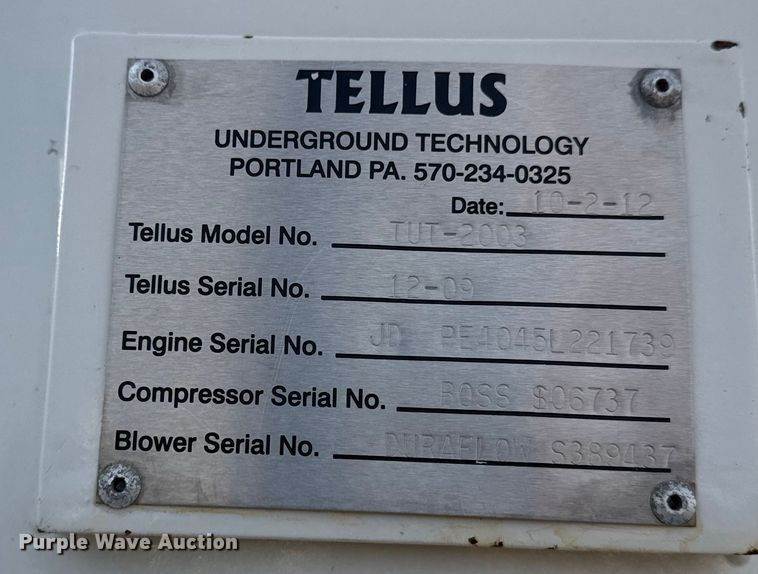 TELLUS
UNDERGROUND TECHNOLOGY
PORTLAND PA. 570-234-0325
Date: 10-2-12
Tellus Model No. TUT-2003
Tellus Serial No. 12-09
Engine Serial No. JD PE4045L221739
Compressor Serial No. BOSS $06737
Blower Serial No. DURAFLOW S389437
Purple Wave Auction